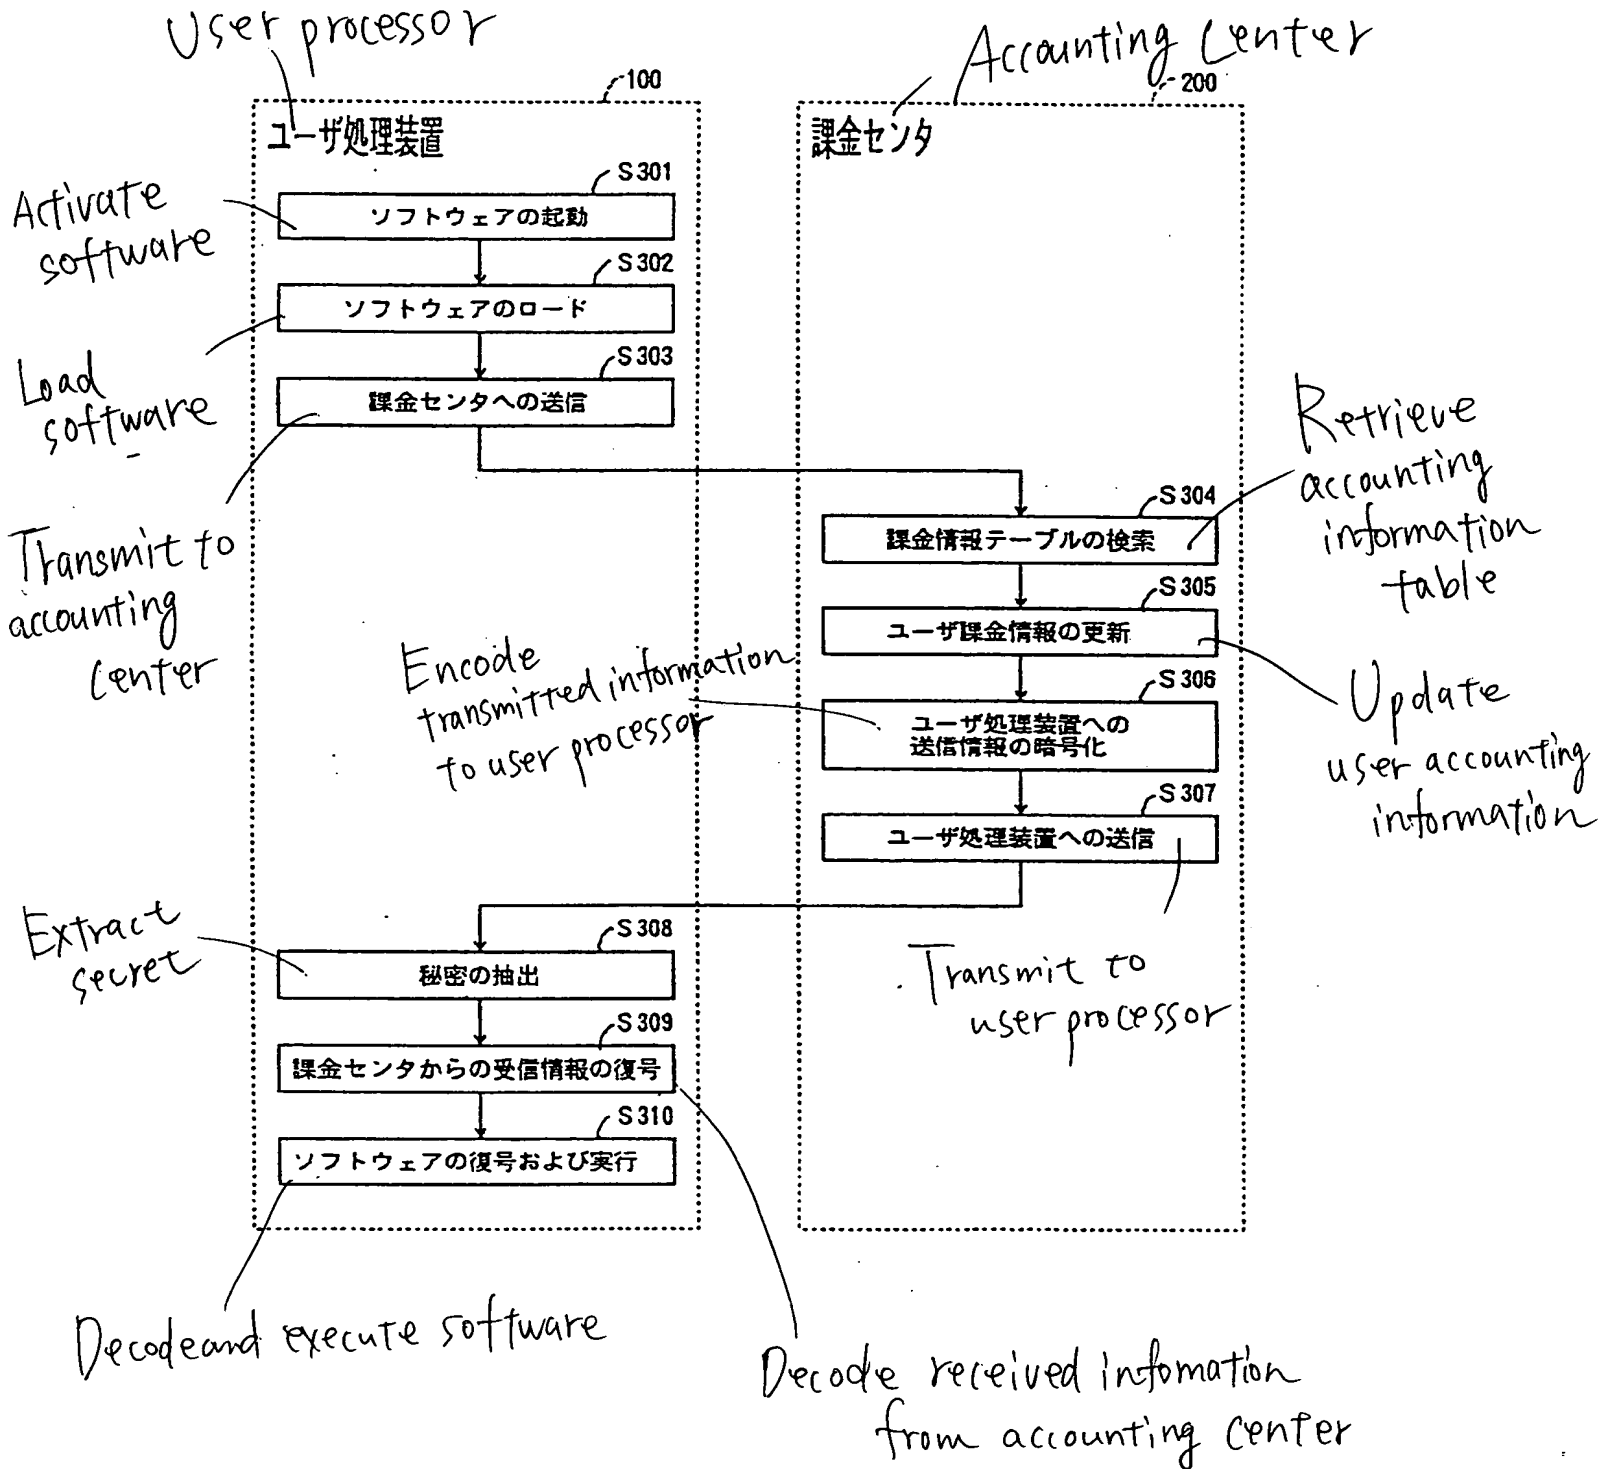 User processor
Accounting Center
100
200
ユーザ処理装置
課金センタ
S301
Activate
software
ソフトウェアの起動
S302
ソフトウェアのロード
Load
software
S303
課金センタへの送信
Transmit to
accounting
center
Retrieve
accounting
information
table
S304
課金情報テーブルの検索
S305
ユーザ課金情報の更新
Update
user accounting
information
Encode
transmitted information
to user processor
S306
ユーザ処理装置への
送信情報の暗号化
S307
ユーザ処理装置への送信
Transmit to
user processor
Extract
secret
S308
秘密の抽出
S309
課金センタからの受信情報の復号
S310
ソフトウェアの復号および実行
Decode and execute software
Decode received infomation
from accounting center